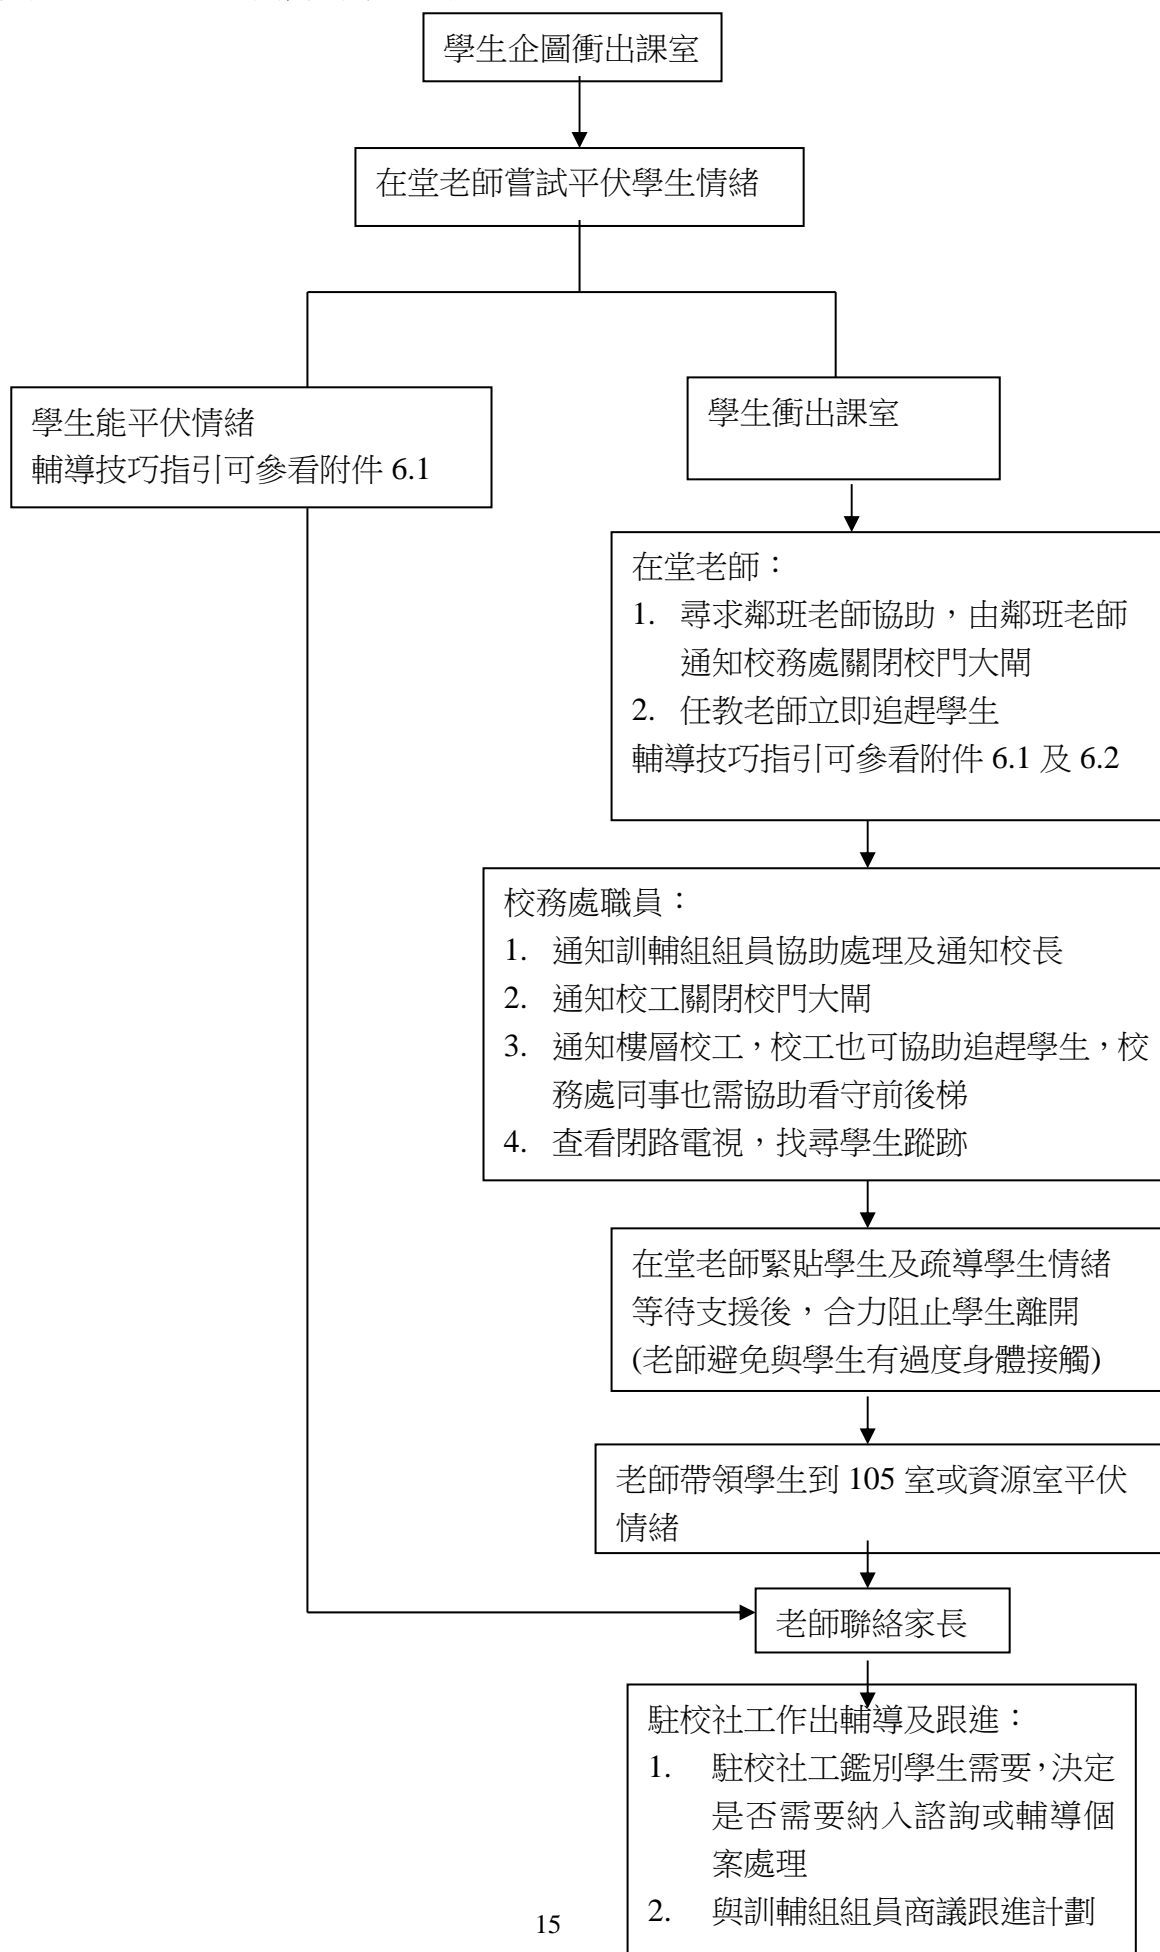 學生企圖衝出課室
在堂老師嘗試平伏學生情緒
學生能平伏情緒
輔導技巧指引可參看附件 6.1
學生衝出課室
在堂老師：
1. 尋求鄰班老師協助，由鄰班老師
通知校務處關閉校門大閘
2. 任教老師立即追趕學生
輔導技巧指引可參看附件 6.1 及 6.2
校務處職員：
1. 通知訓輔組組員協助處理及通知校長
2. 通知校工關閉校門大閘
3. 通知樓層校工，校工也可協助追趕學生，校
務處同事也需協助看守前後梯
4. 查看閉路電視，找尋學生蹤跡
在堂老師緊貼學生及疏導學生情緒
等待支援後，合力阻止學生離開
(老師避免與學生有過度身體接觸)
老師帶領學生到 105 室或資源室平伏
情緒
老師聯絡家長
駐校社工作出輔導及跟進：
1. 駐校社工鑑別學生需要，決定
是否需要納入諮詢或輔導個
案處理
2. 與訓輔組組員商議跟進計劃
15